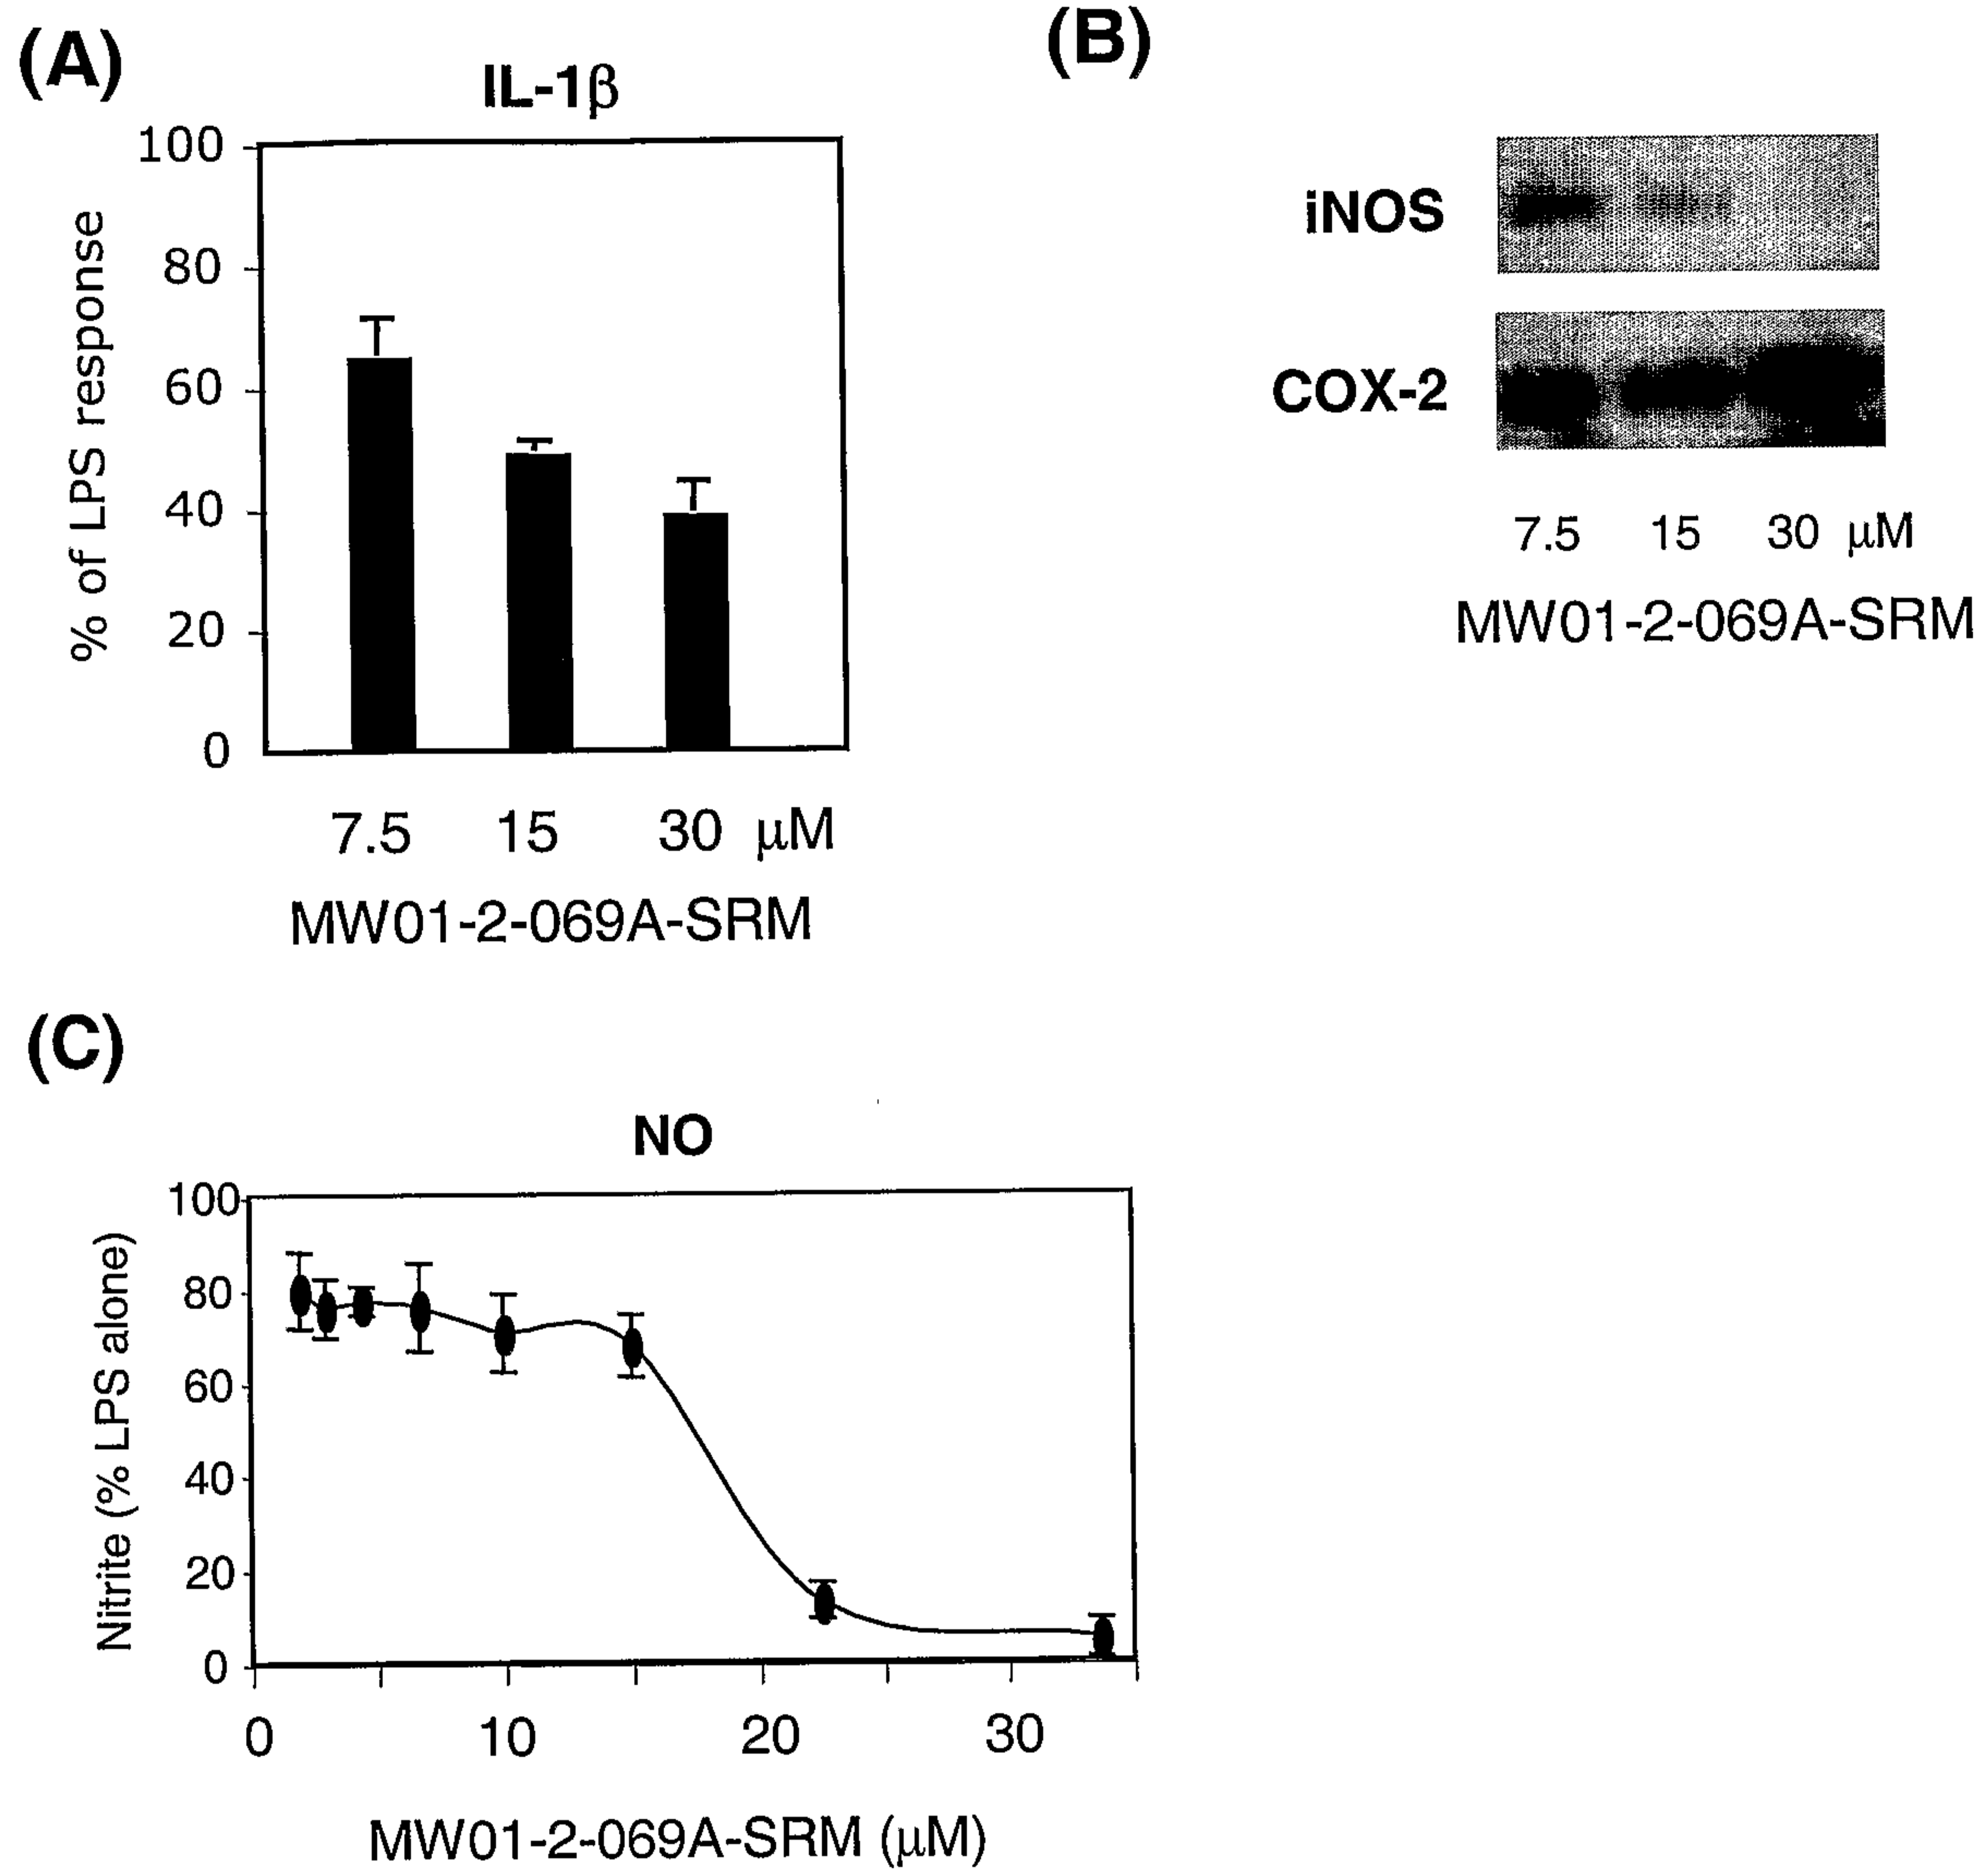 (A)
IL-1β
100
80
60
40
20
0
% of LPS response
7.5 15 30 μM
MW01-2-069A-SRM
(B)
iNOS
COX-2
7.5 15 30 μM
MW01-2-069A-SRM
(C)
NO
100
80
60
40
20
0
Nitrite (% LPS alone)
0 10 20 30
MW01-2-069A-SRM (μM)